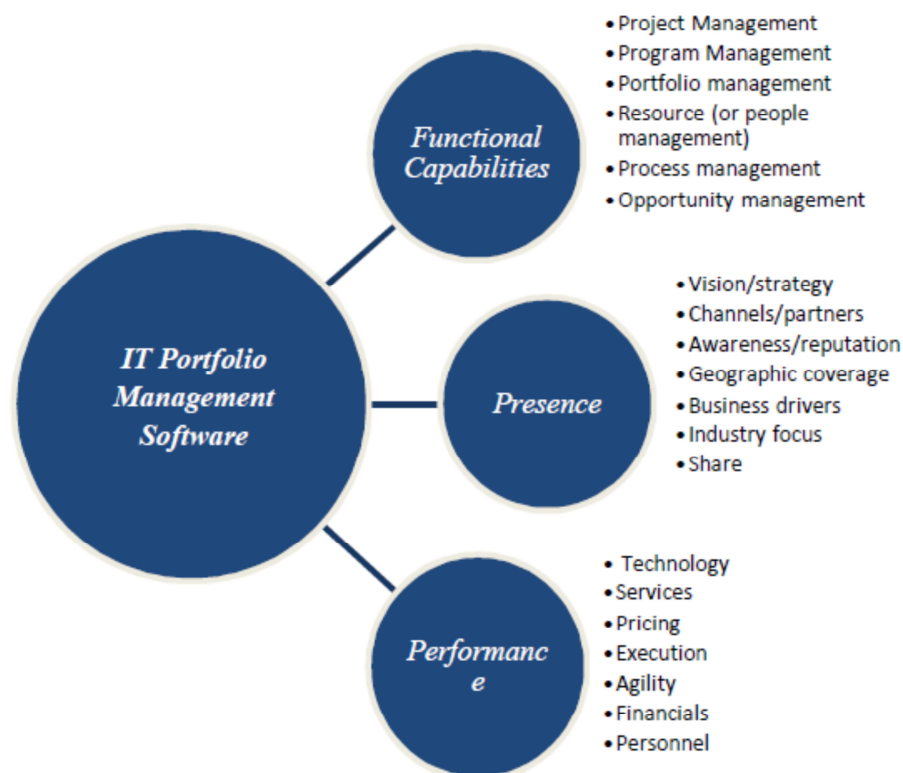 IT Portfolio
Management
Software
Functional
Capabilities
• Project Management
• Program Management
• Portfolio management
• Resource (or people
management)
• Process management
• Opportunity management
Presence
• Vision/strategy
• Channels/partners
• Awareness/reputation
• Geographic coverage
• Business drivers
• Industry focus
• Share
Performanc
e
• Technology
• Services
• Pricing
• Execution
• Agility
• Financials
• Personnel